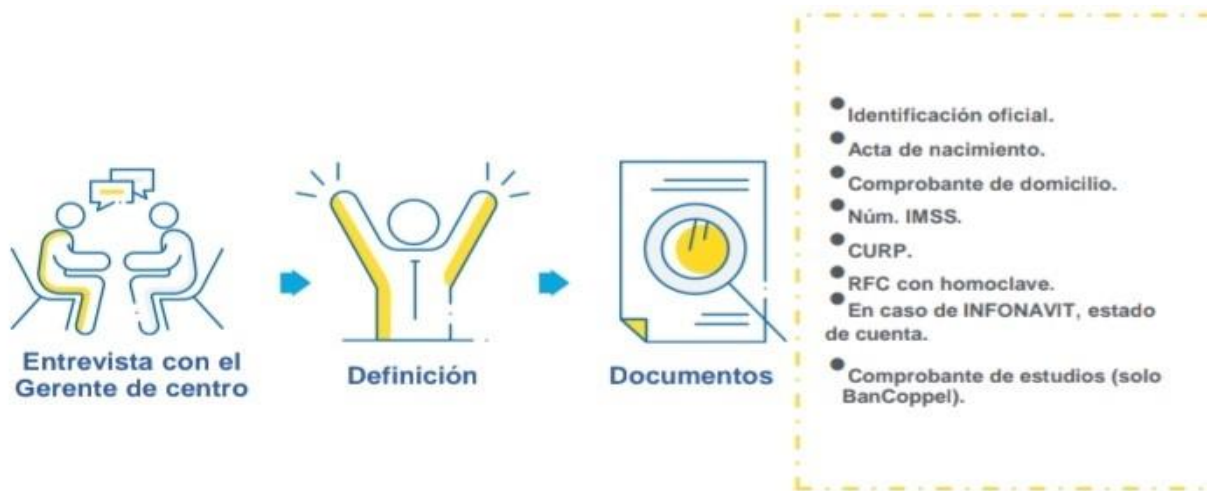 Entrevista con el
Gerente de centro
Definición
Documentos
Identificación oficial.
Acta de nacimiento.
Comprobante de domicilio.
Núm. IMSS.
CURP.
RFC con homoclave.
En caso de INFONAVIT, estado
de cuenta.
Comprobante de estudios (solo
BanCoppel).